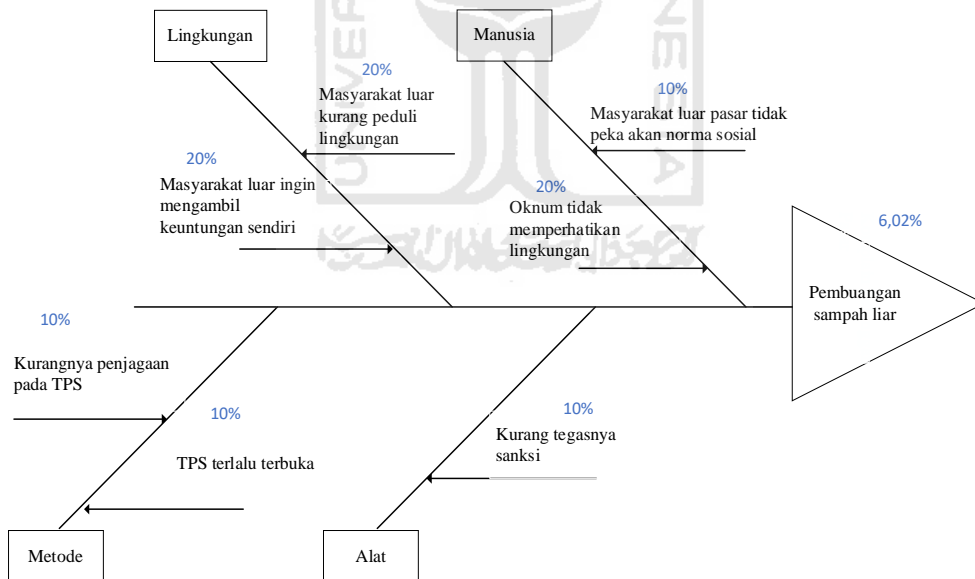 Lingkungan
Manusia
20%
Masyarakat luar
kurang peduli
lingkungan
10%
Masyarakat luar pasar tidak
peka akan norma sosial
20%
Masyarakat luar ingin
mengambil
keuntungan sendiri
20%
Oknum tidak
memperhatikan
lingkungan
6,02%
Pembuangan
sampah liar
10%
Kurangnya penjagaan
pada TPS
10%
TPS terlalu terbuka
10%
Kurang tegasnya
sanksi
Metode
Alat